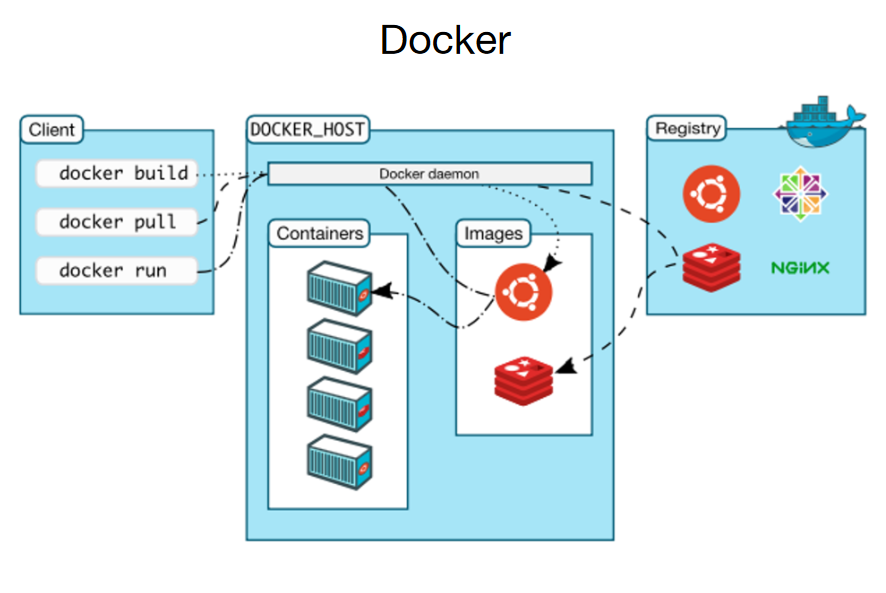 Docker
Client
docker build
docker pull
docker run
DOCKER_HOST
Docker daemon
Containers
Images
Registry
NGiNX